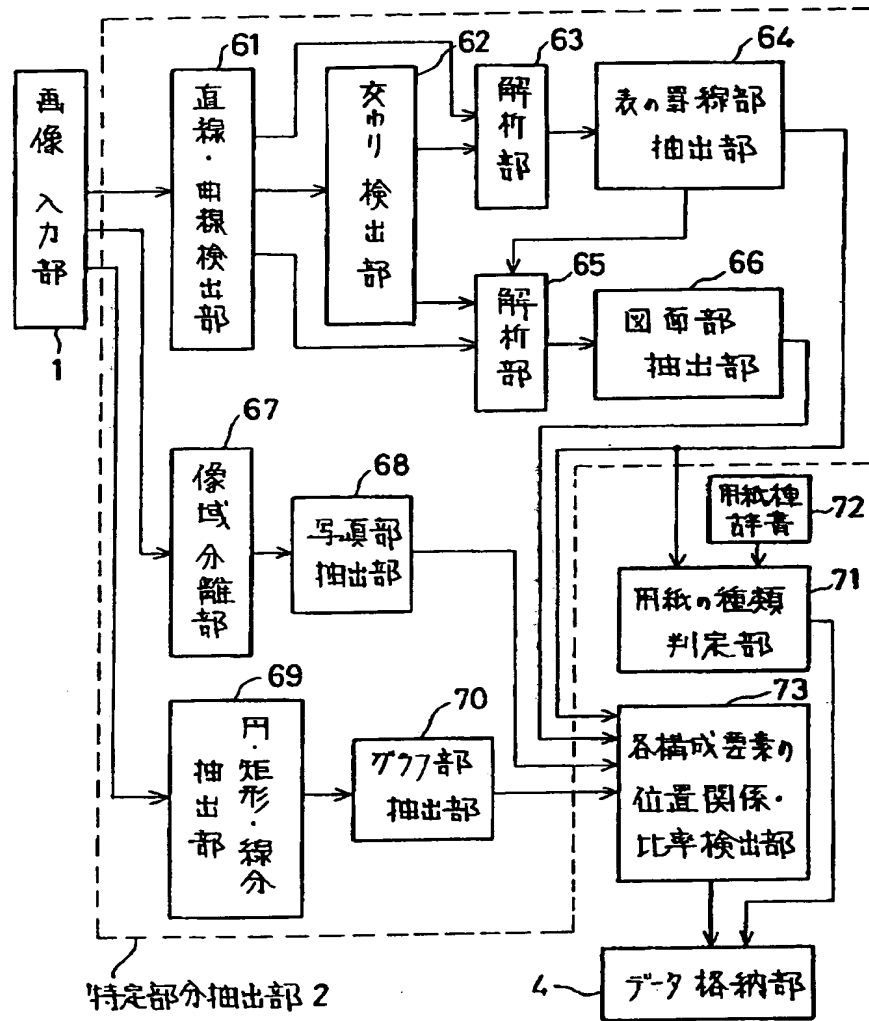 61
62
63
64
画像入力部
1
直線・曲線検出部
交わり検出部
解析部
表の罫線部
抽出部
65
66
解析部
図面部
抽出部
67
68
像域分離部
写真部
抽出部
用紙種
辞書
72
71
用紙の種類
判定部
69
70
73
円・矩形・線分
抽出部
グラフ部
抽出部
各構成要素の
位置関係・
比率検出部
特定部分抽出部2
4
データ格納部